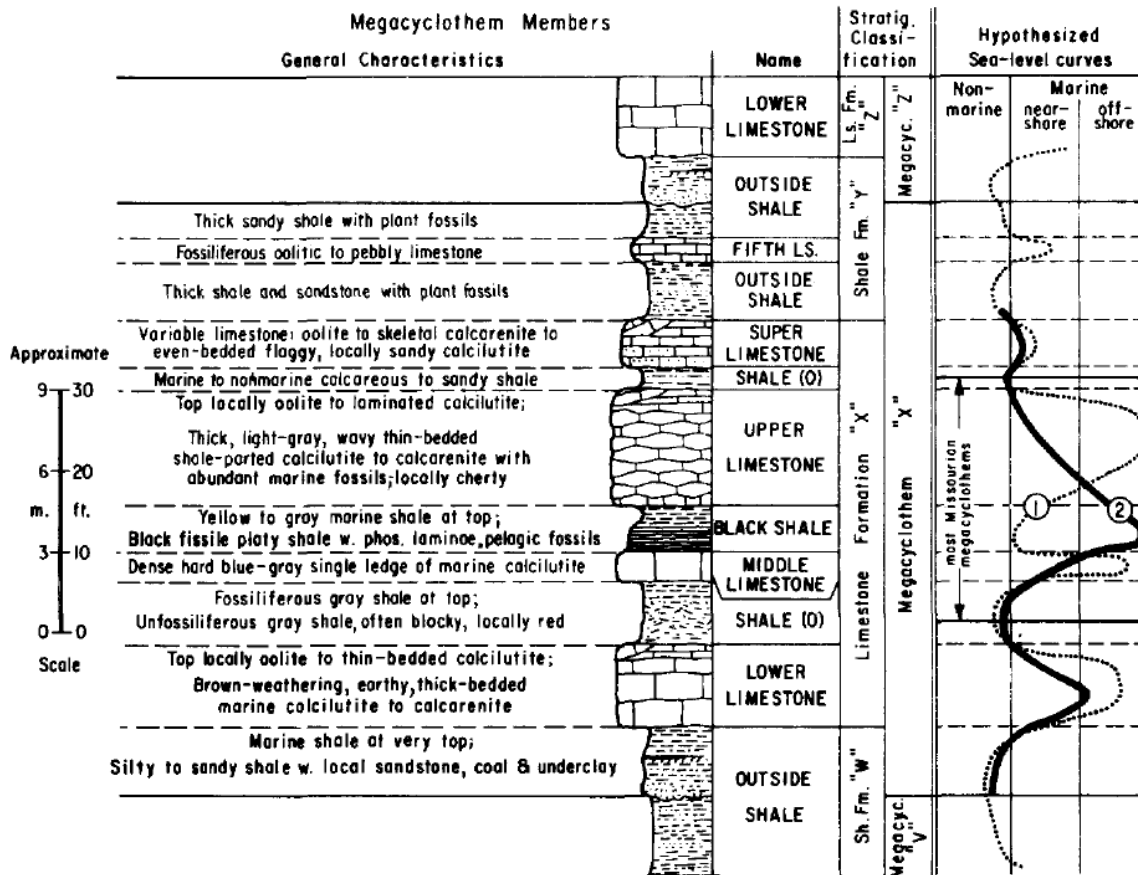 Megacyclothem Members
General Characteristics
Name
Stratig.
Classi-
fication
Hypothesized
Sea-level curves
Non-
marine
Marine
near-
shore
off-
shore
LOWER
LIMESTONE
Ls. Fm.
"Z"
Megacyc. "Z"
OUTSIDE
SHALE
Thick sandy shale with plant fossils
Fossiliferous oolitic to pebbly limestone
FIFTH LS.
Shale Fm. "Y"
Thick shale and sandstone with plant fossils
OUTSIDE
SHALE
Variable limestone: oolite to skeletal calcarenite to
even-bedded flaggy, locally sandy calcilutite
SUPER
LIMESTONE
Marine to nonmarine calcareous to sandy shale
SHALE (O)
Approximate
9 30
6 20
m. ft.
3 10
0 0
Scale
Top locally oolite to laminated calcilutite;
Thick, light-gray, wavy thin-bedded
shale-parted calcilutite to calcarenite with
abundant marine fossils; locally cherty
UPPER
LIMESTONE
Yellow to gray marine shale at top;
Black fissile platy shale w. phos. laminae, pelagic fossils
BLACK SHALE
Dense hard blue-gray single ledge of marine calcilutite
MIDDLE
LIMESTONE
Fossiliferous gray shale at top;
Unfossiliferous gray shale, often blocky, locally red
SHALE (O)
Top locally oolite to thin-bedded calcilutite;
Brown-weathering, earthy, thick-bedded
marine calcilutite to calcarenite
LOWER
LIMESTONE
Limestone Formation "X"
Megacyclothem "X"
most Missourian
megacyclothems
1
2
Marine shale at very top;
Silty to sandy shale w. local sandstone, coal & underclay
OUTSIDE
SHALE
Sh. Fm. "W"
Megacyc.
"V"